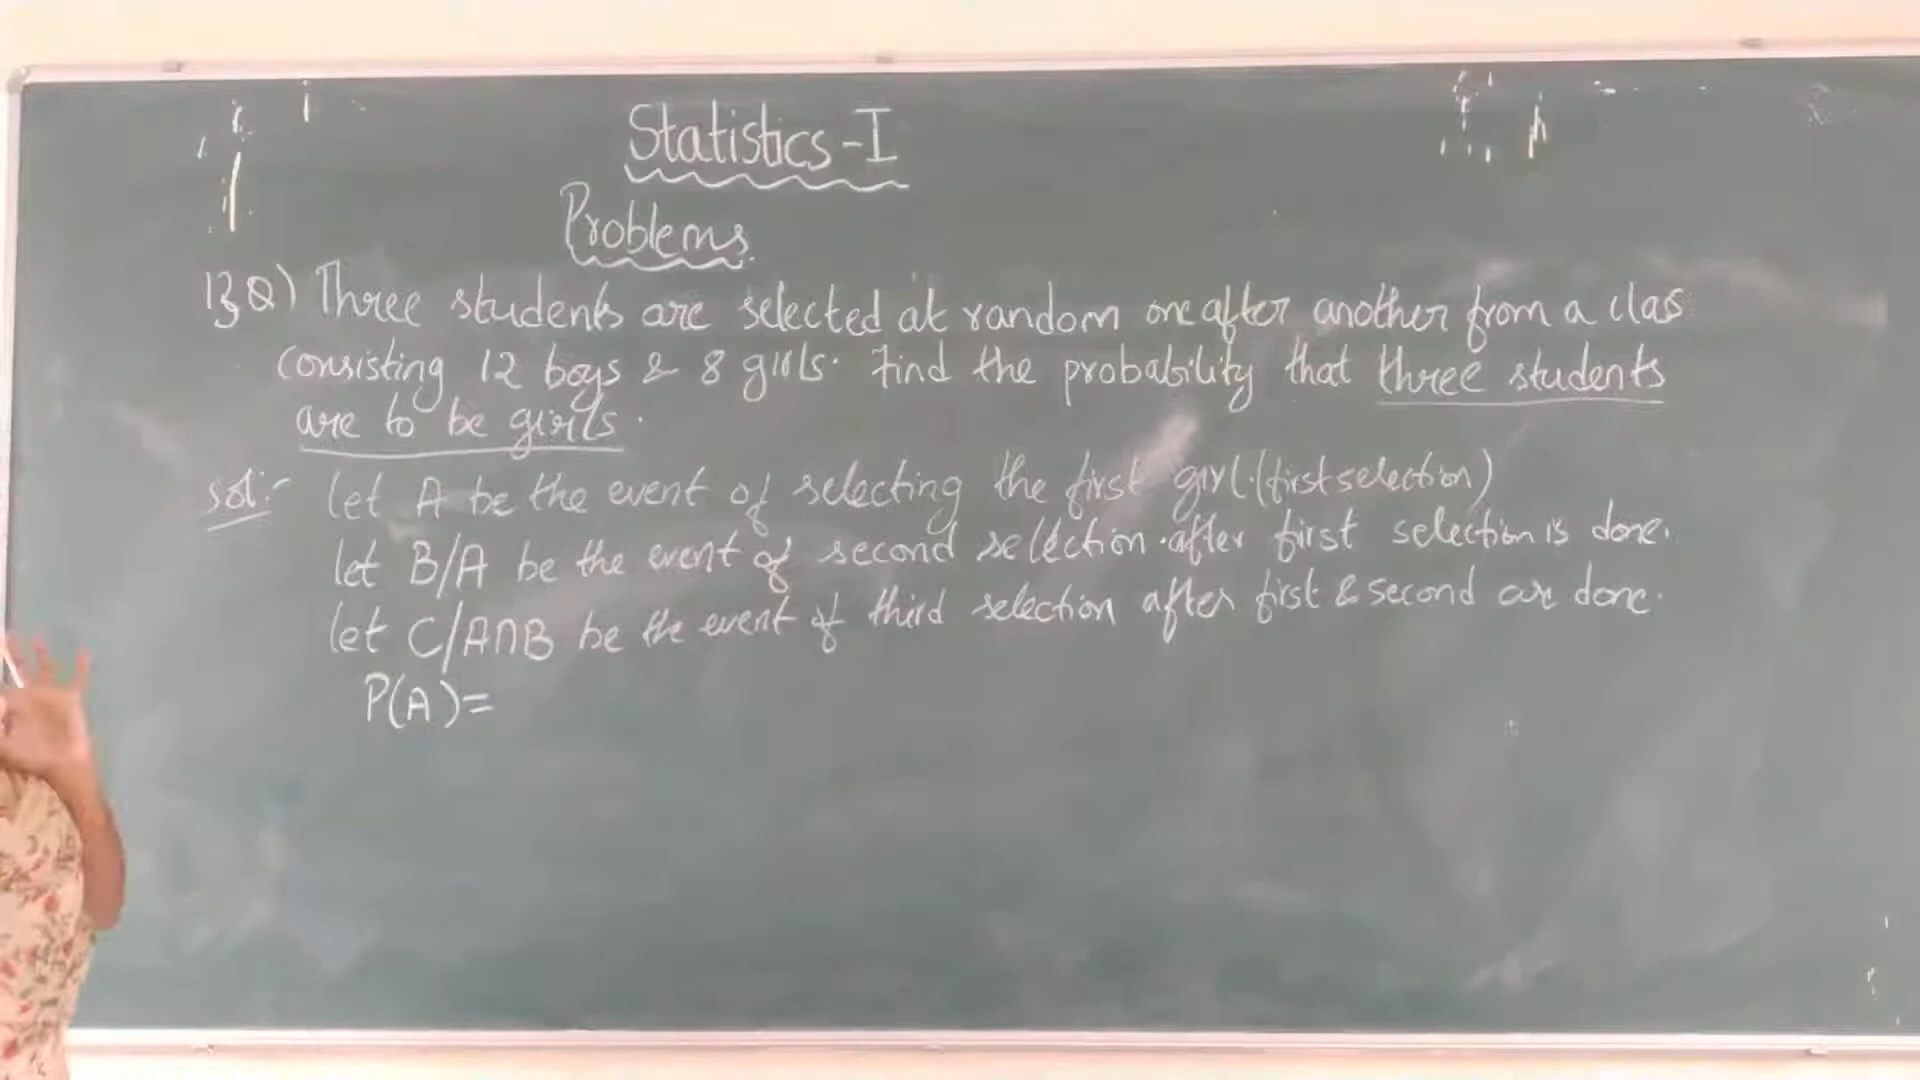 Statistics-I
Problems.
13Q) Three students are selected at random one after another from a class
consisting 12 boys & 8 girls. Find the probability that three students
are to be girls.
Sol:- Let A be the event of selecting the first girl.(first selection)
let B/A be the event of second selection.after first selection is done.
let C/A∩B be the event of third selection after first & second are done.
P(A)=